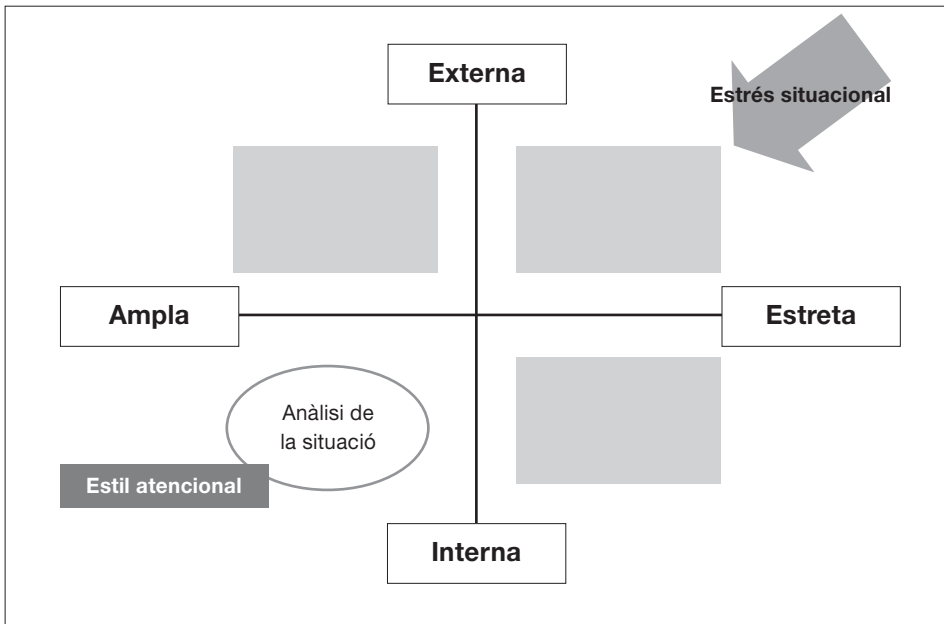 Externa
Estrés situacional
Ampla
Estreta
Anàlisi de
la situació
Estil atencional
Interna